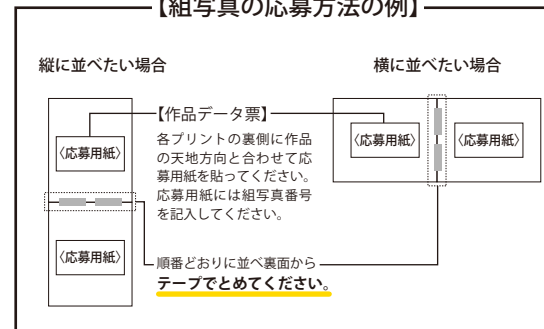 【組写真の応募方法の例】
縦に並べたい場合
横に並べたい場合
【作品データ票】
各プリントの裏側に作品
の天地方向と合わせて応
募用紙を貼ってください。
応募用紙には組写真番号
を記入してください。
〈応募用紙〉
〈応募用紙〉
〈応募用紙〉
〈応募用紙〉
順番どおりに並べ裏面から
テープでとめてください。